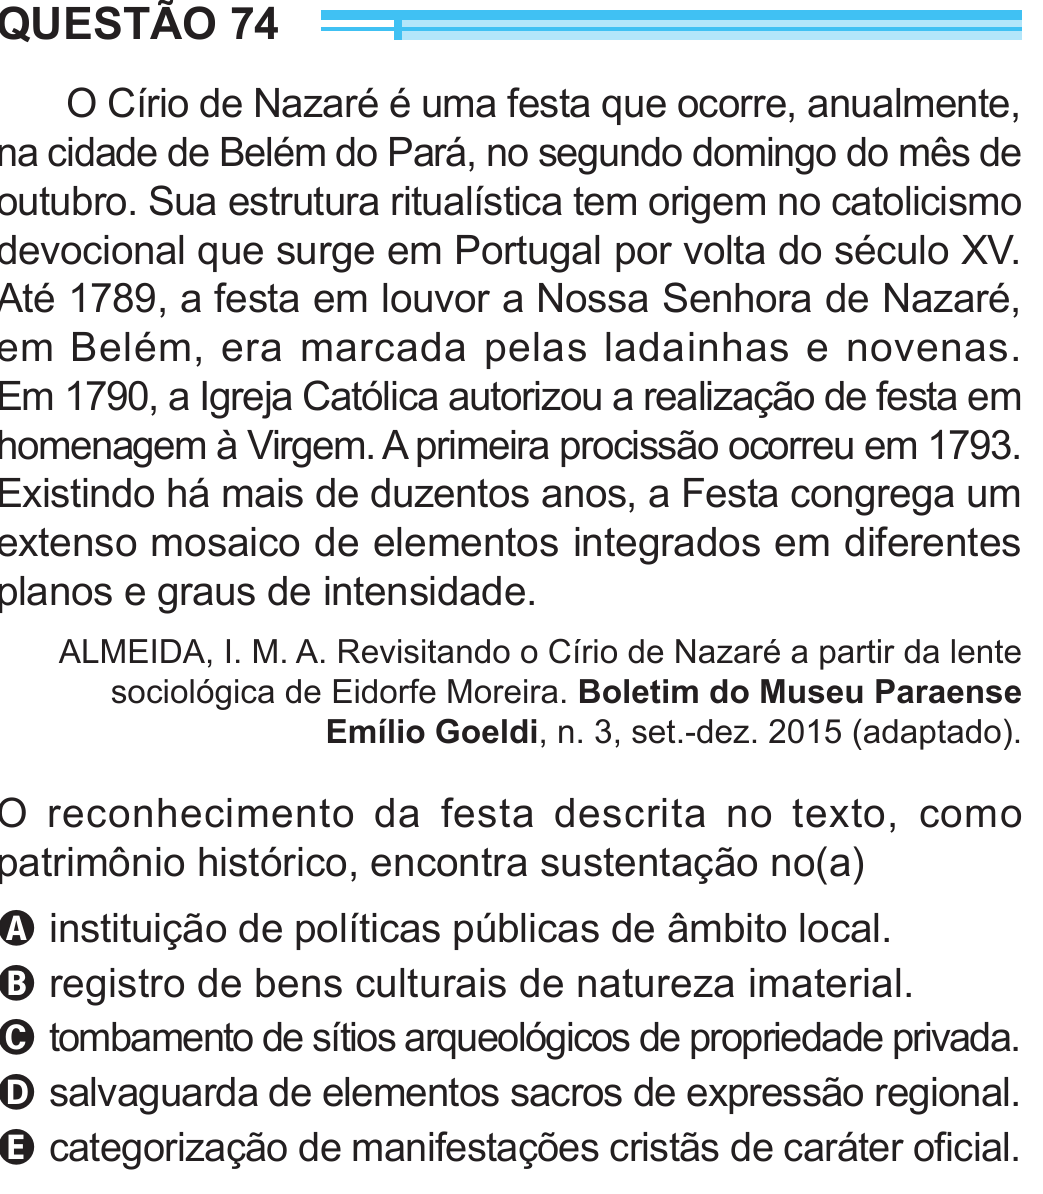 QUESTÃO 74
O Círio de Nazaré é uma festa que ocorre, anualmente,
na cidade de Belém do Pará, no segundo domingo do mês de
outubro. Sua estrutura ritualística tem origem no catolicismo
devocional que surge em Portugal por volta do século XV.
Até 1789, a festa em louvor a Nossa Senhora de Nazaré,
em Belém, era marcada pelas ladainhas e novenas.
Em 1790, a Igreja Católica autorizou a realização de festa em
homenagem à Virgem. A primeira procissão ocorreu em 1793.
Existindo há mais de duzentos anos, a Festa congrega um
extenso mosaico de elementos integrados em diferentes
planos e graus de intensidade.
ALMEIDA, I. M. A. Revisitando o Círio de Nazaré a partir da lente
sociológica de Eidorfe Moreira. Boletim do Museu Paraense
Emílio Goeldi, n. 3, set.-dez. 2015 (adaptado).
O reconhecimento da festa descrita no texto, como
patrimônio histórico, encontra sustentação no(a)
A instituição de políticas públicas de âmbito local.
B registro de bens culturais de natureza imaterial.
C tombamento de sítios arqueológicos de propriedade privada.
D salvaguarda de elementos sacros de expressão regional.
E categorização de manifestações cristãs de caráter oficial.